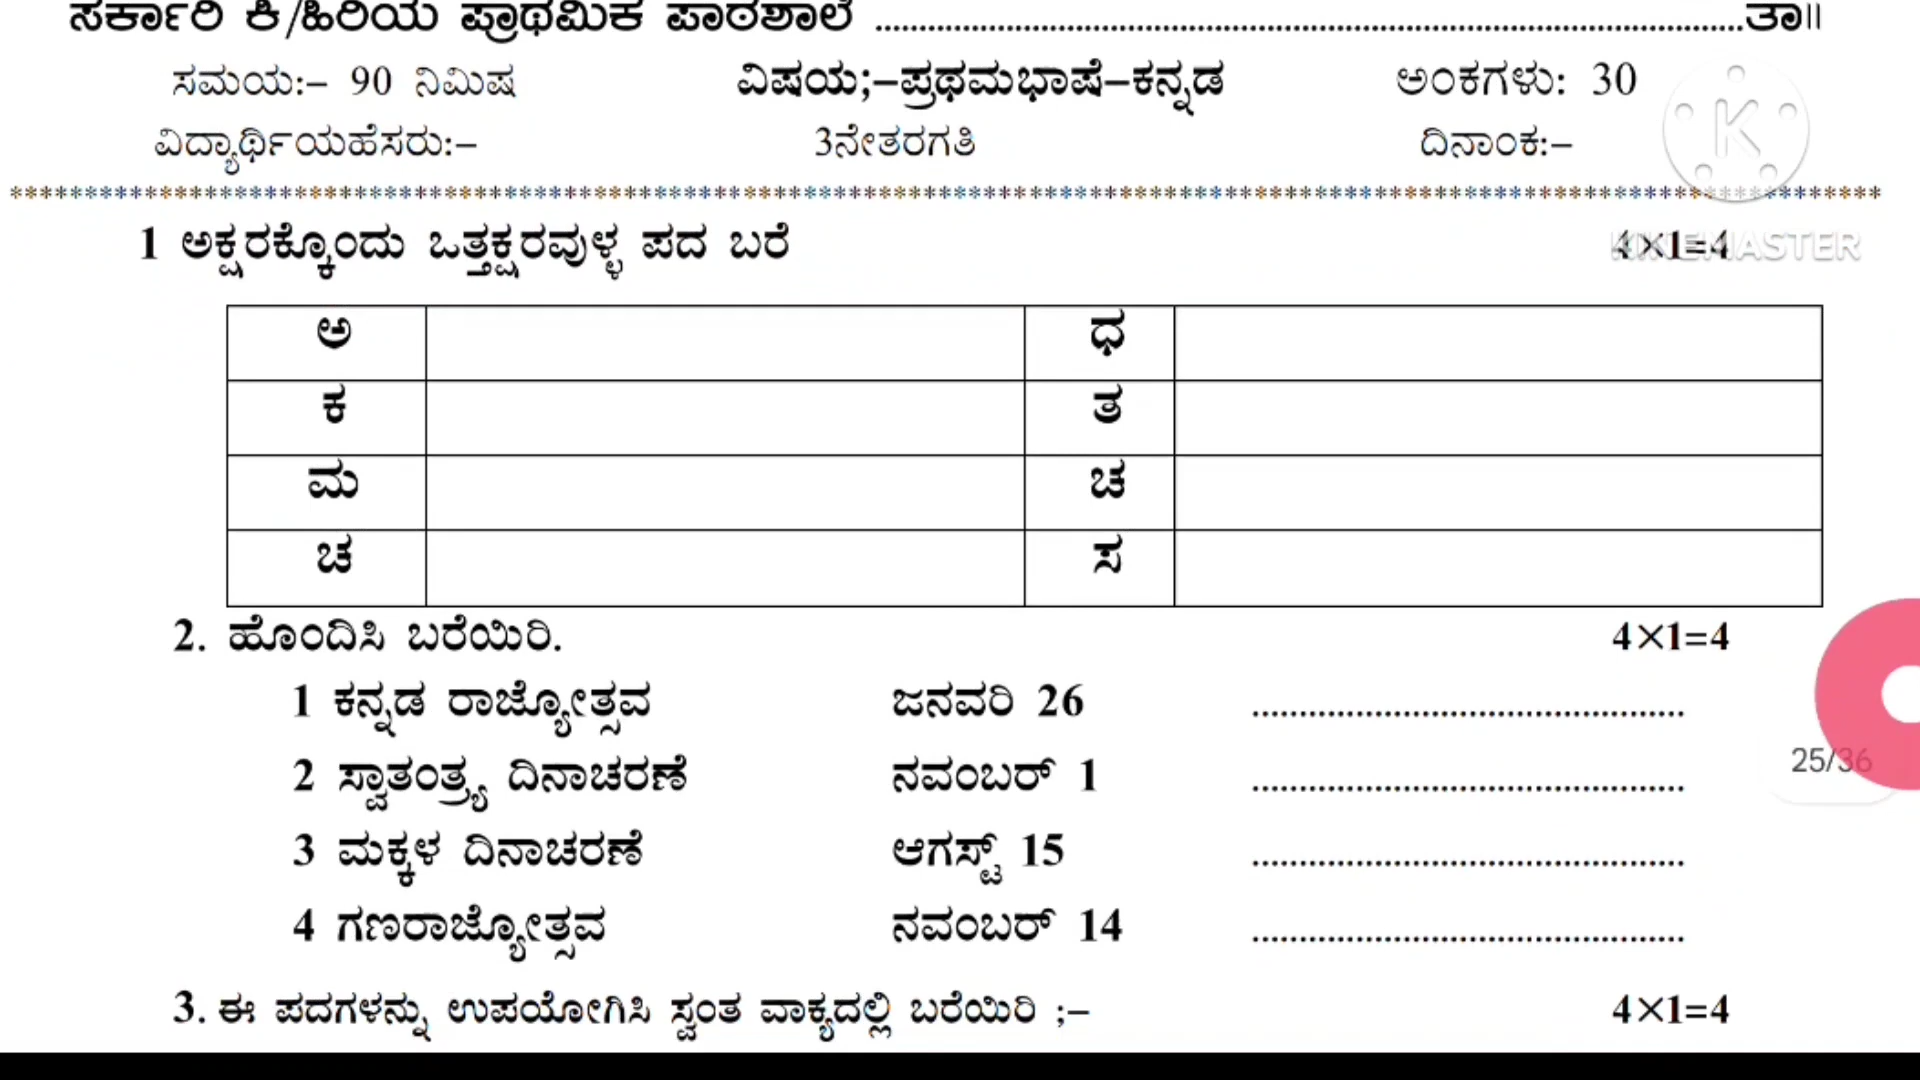 ಸರ್ಕಾರಿ ಕಿ/ಹಿರಿಯ ಪ್ರಾಥಮಿಕ ಪಾಠಶಾಲೆ ........................................................................................ತಾ॥
ಸಮಯ:– 90 ನಿಮಿಷ ವಿಷಯ;–ಪ್ರಥಮಭಾಷೆ–ಕನ್ನಡ ಅಂಕಗಳು: 30
ವಿದ್ಯಾರ್ಥಿಯಹೆಸರು:– 3ನೇತರಗತಿ ದಿನಾಂಕ:–
K
KINEMASTER
1 ಅಕ್ಷರಕ್ಕೊಂದು ಒತ್ತಕ್ಷರವುಳ್ಳ ಪದ ಬರೆ 4×1=4
ಅ ಧ
ಕ ತ
ಮ ಚ
ಚ ಸ
2. ಹೊಂದಿಸಿ ಬರೆಯಿರಿ. 4×1=4
1 ಕನ್ನಡ ರಾಜ್ಯೋತ್ಸವ ಜನವರಿ 26 ..............................................
2 ಸ್ವಾತಂತ್ರ್ಯ ದಿನಾಚರಣೆ ನವಂಬರ್ 1 ..............................................
25/36
3 ಮಕ್ಕಳ ದಿನಾಚರಣೆ ಆಗಸ್ಟ್ 15 ..............................................
4 ಗಣರಾಜ್ಯೋತ್ಸವ ನವಂಬರ್ 14 ..............................................
3. ಈ ಪದಗಳನ್ನು ಉಪಯೋಗಿಸಿ ಸ್ವಂತ ವಾಕ್ಯದಲ್ಲಿ ಬರೆಯಿರಿ ;– 4×1=4